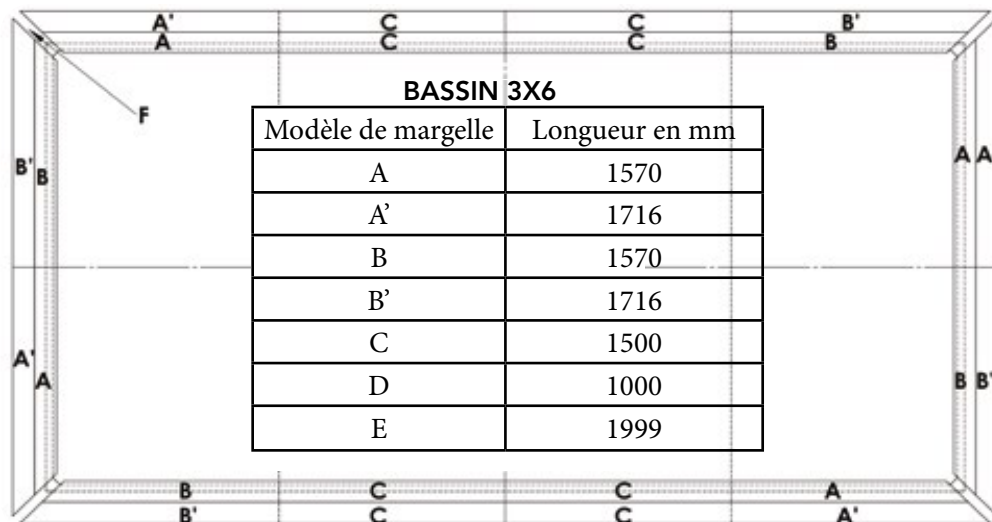 A' C C B'
A C C B
F
BASSIN 3X6
Modèle de margelle Longueur en mm
A 1570
A’ 1716
B 1570
B’ 1716
C 1500
D 1000
E 1999
B' B
A A
A' A
B B'
B C C A
B' C C A'